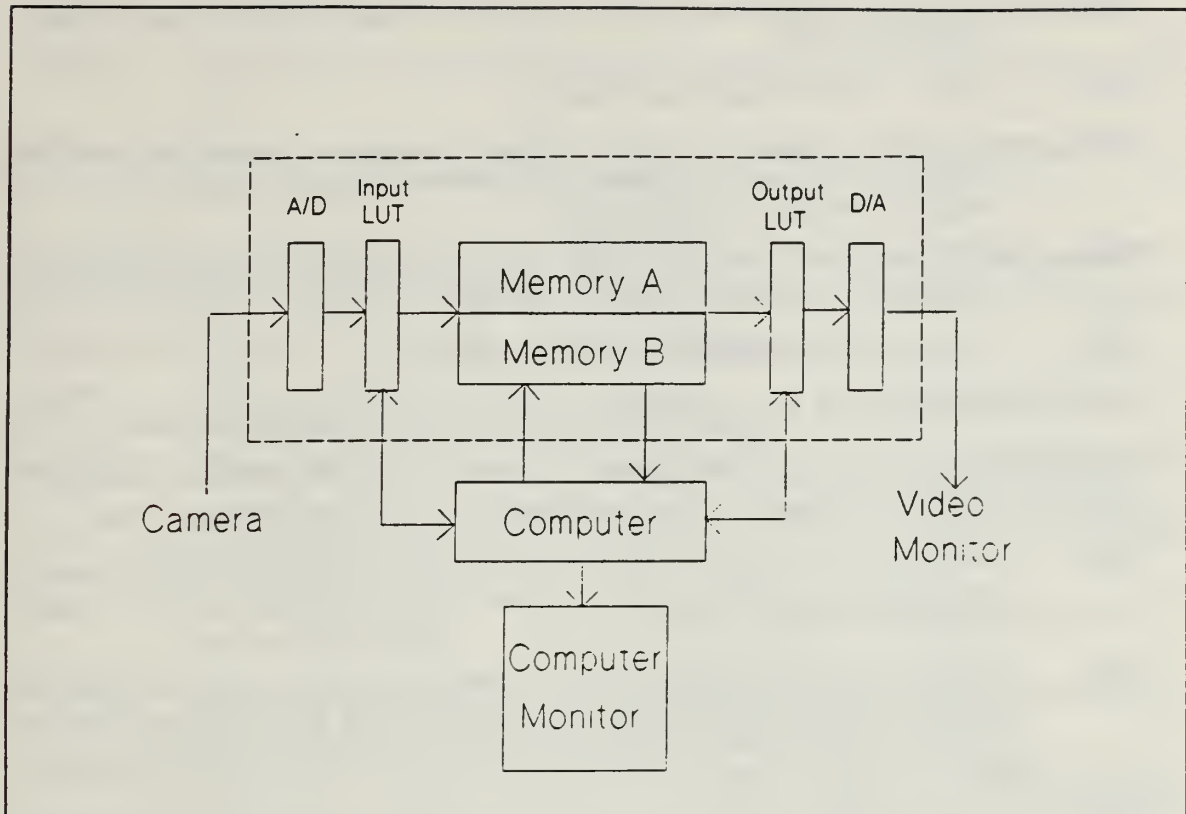 A/D
Input
LUT
Output
LUT
D/A
Memory A
Memory B
Camera
Computer
Video
Monitor
Computer
Monitor